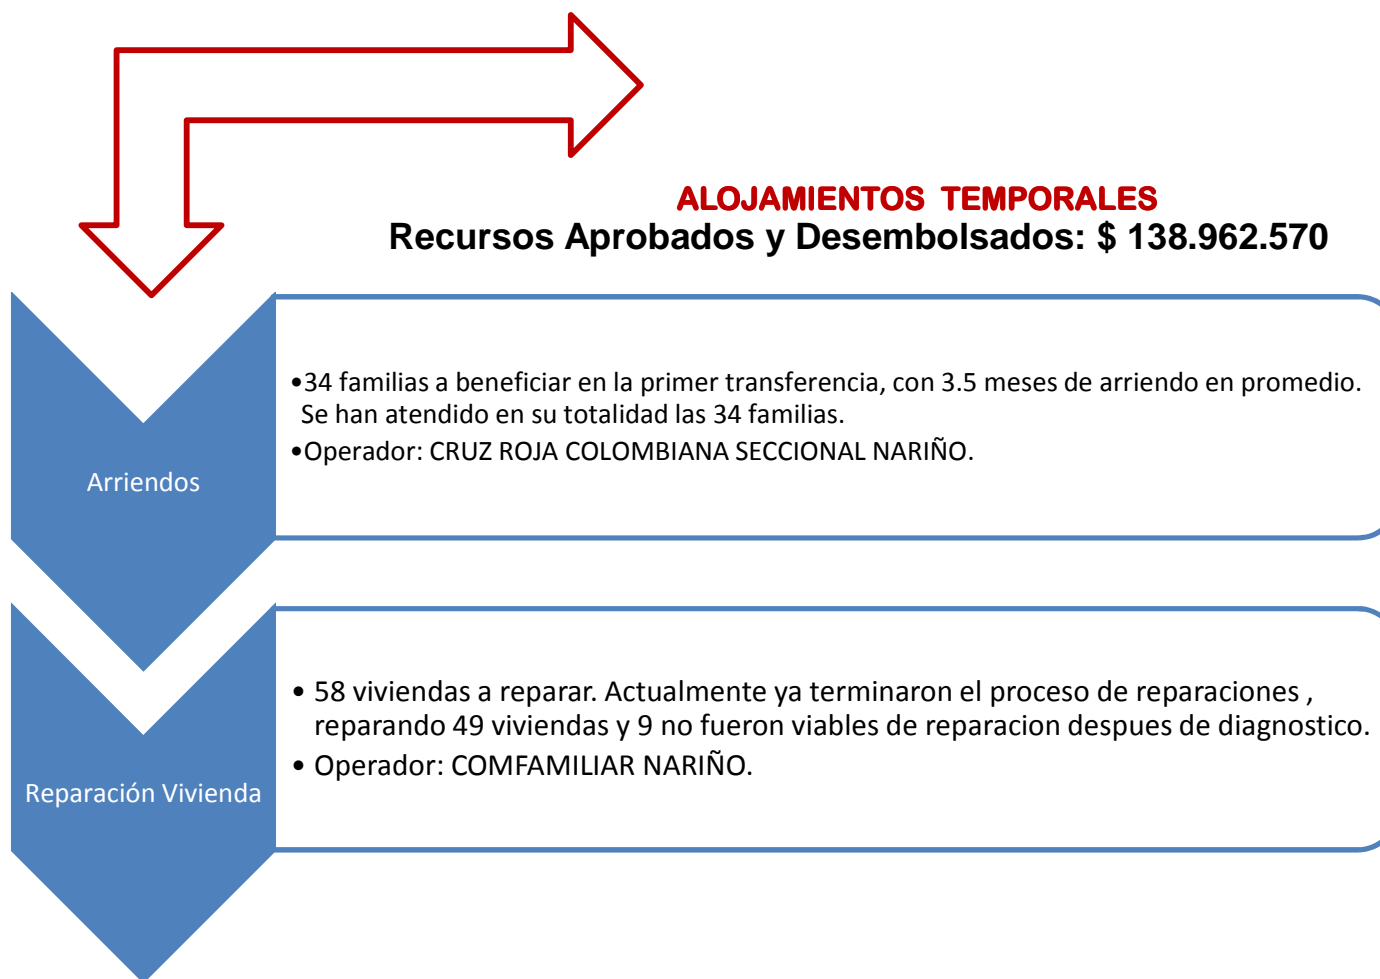 ALOJAMIENTOS TEMPORALES
Recursos Aprobados y Desembolsados: $ 138.962.570
Arriendos
•34 familias a beneficiar en la primer transferencia, con 3.5 meses de arriendo en promedio.
Se han atendido en su totalidad las 34 familias.
•Operador: CRUZ ROJA COLOMBIANA SECCIONAL NARIÑO.
Reparación Vivienda
• 58 viviendas a reparar. Actualmente ya terminaron el proceso de reparaciones ,
reparando 49 viviendas y 9 no fueron viables de reparacion despues de diagnostico.
• Operador: COMFAMILIAR NARIÑO.